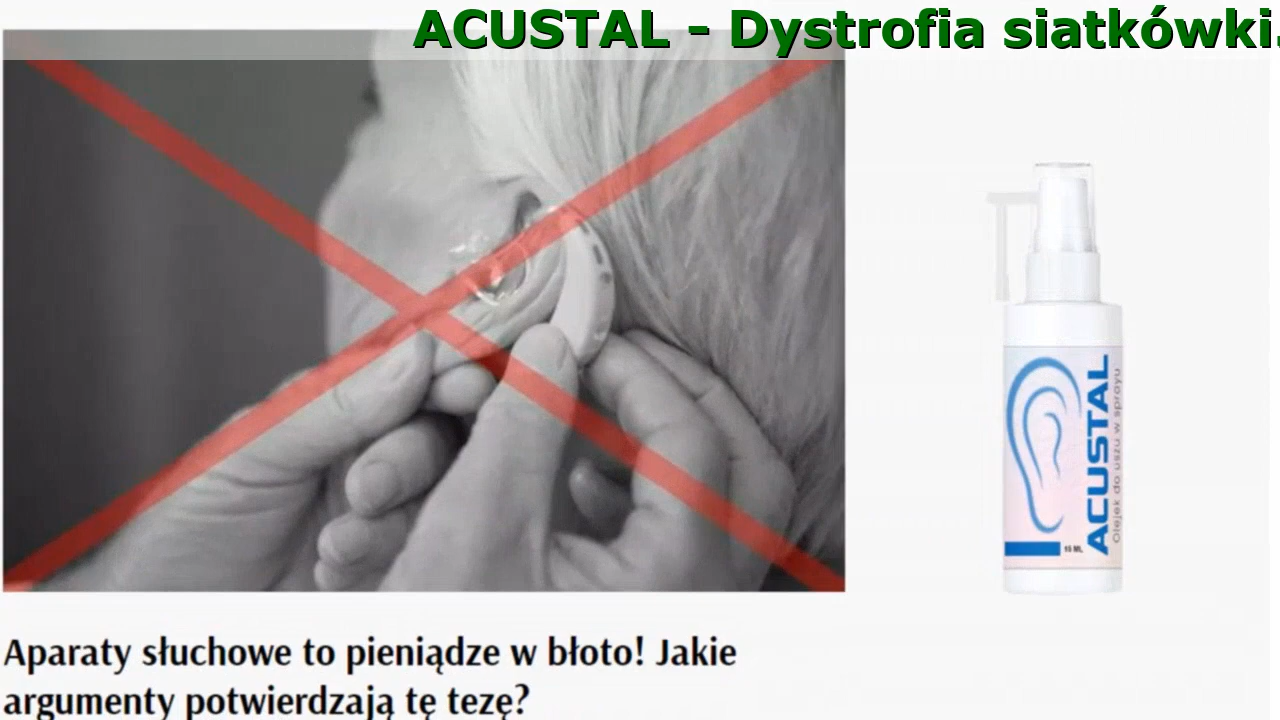 ACUSTAL - Dystrofia siatkówki.
ACUSTAL
Olejek do uszu w sprayu
15 ML
Aparaty słuchowe to pieniądze w błoto! Jakie
argumenty potwierdzają tę tezę?